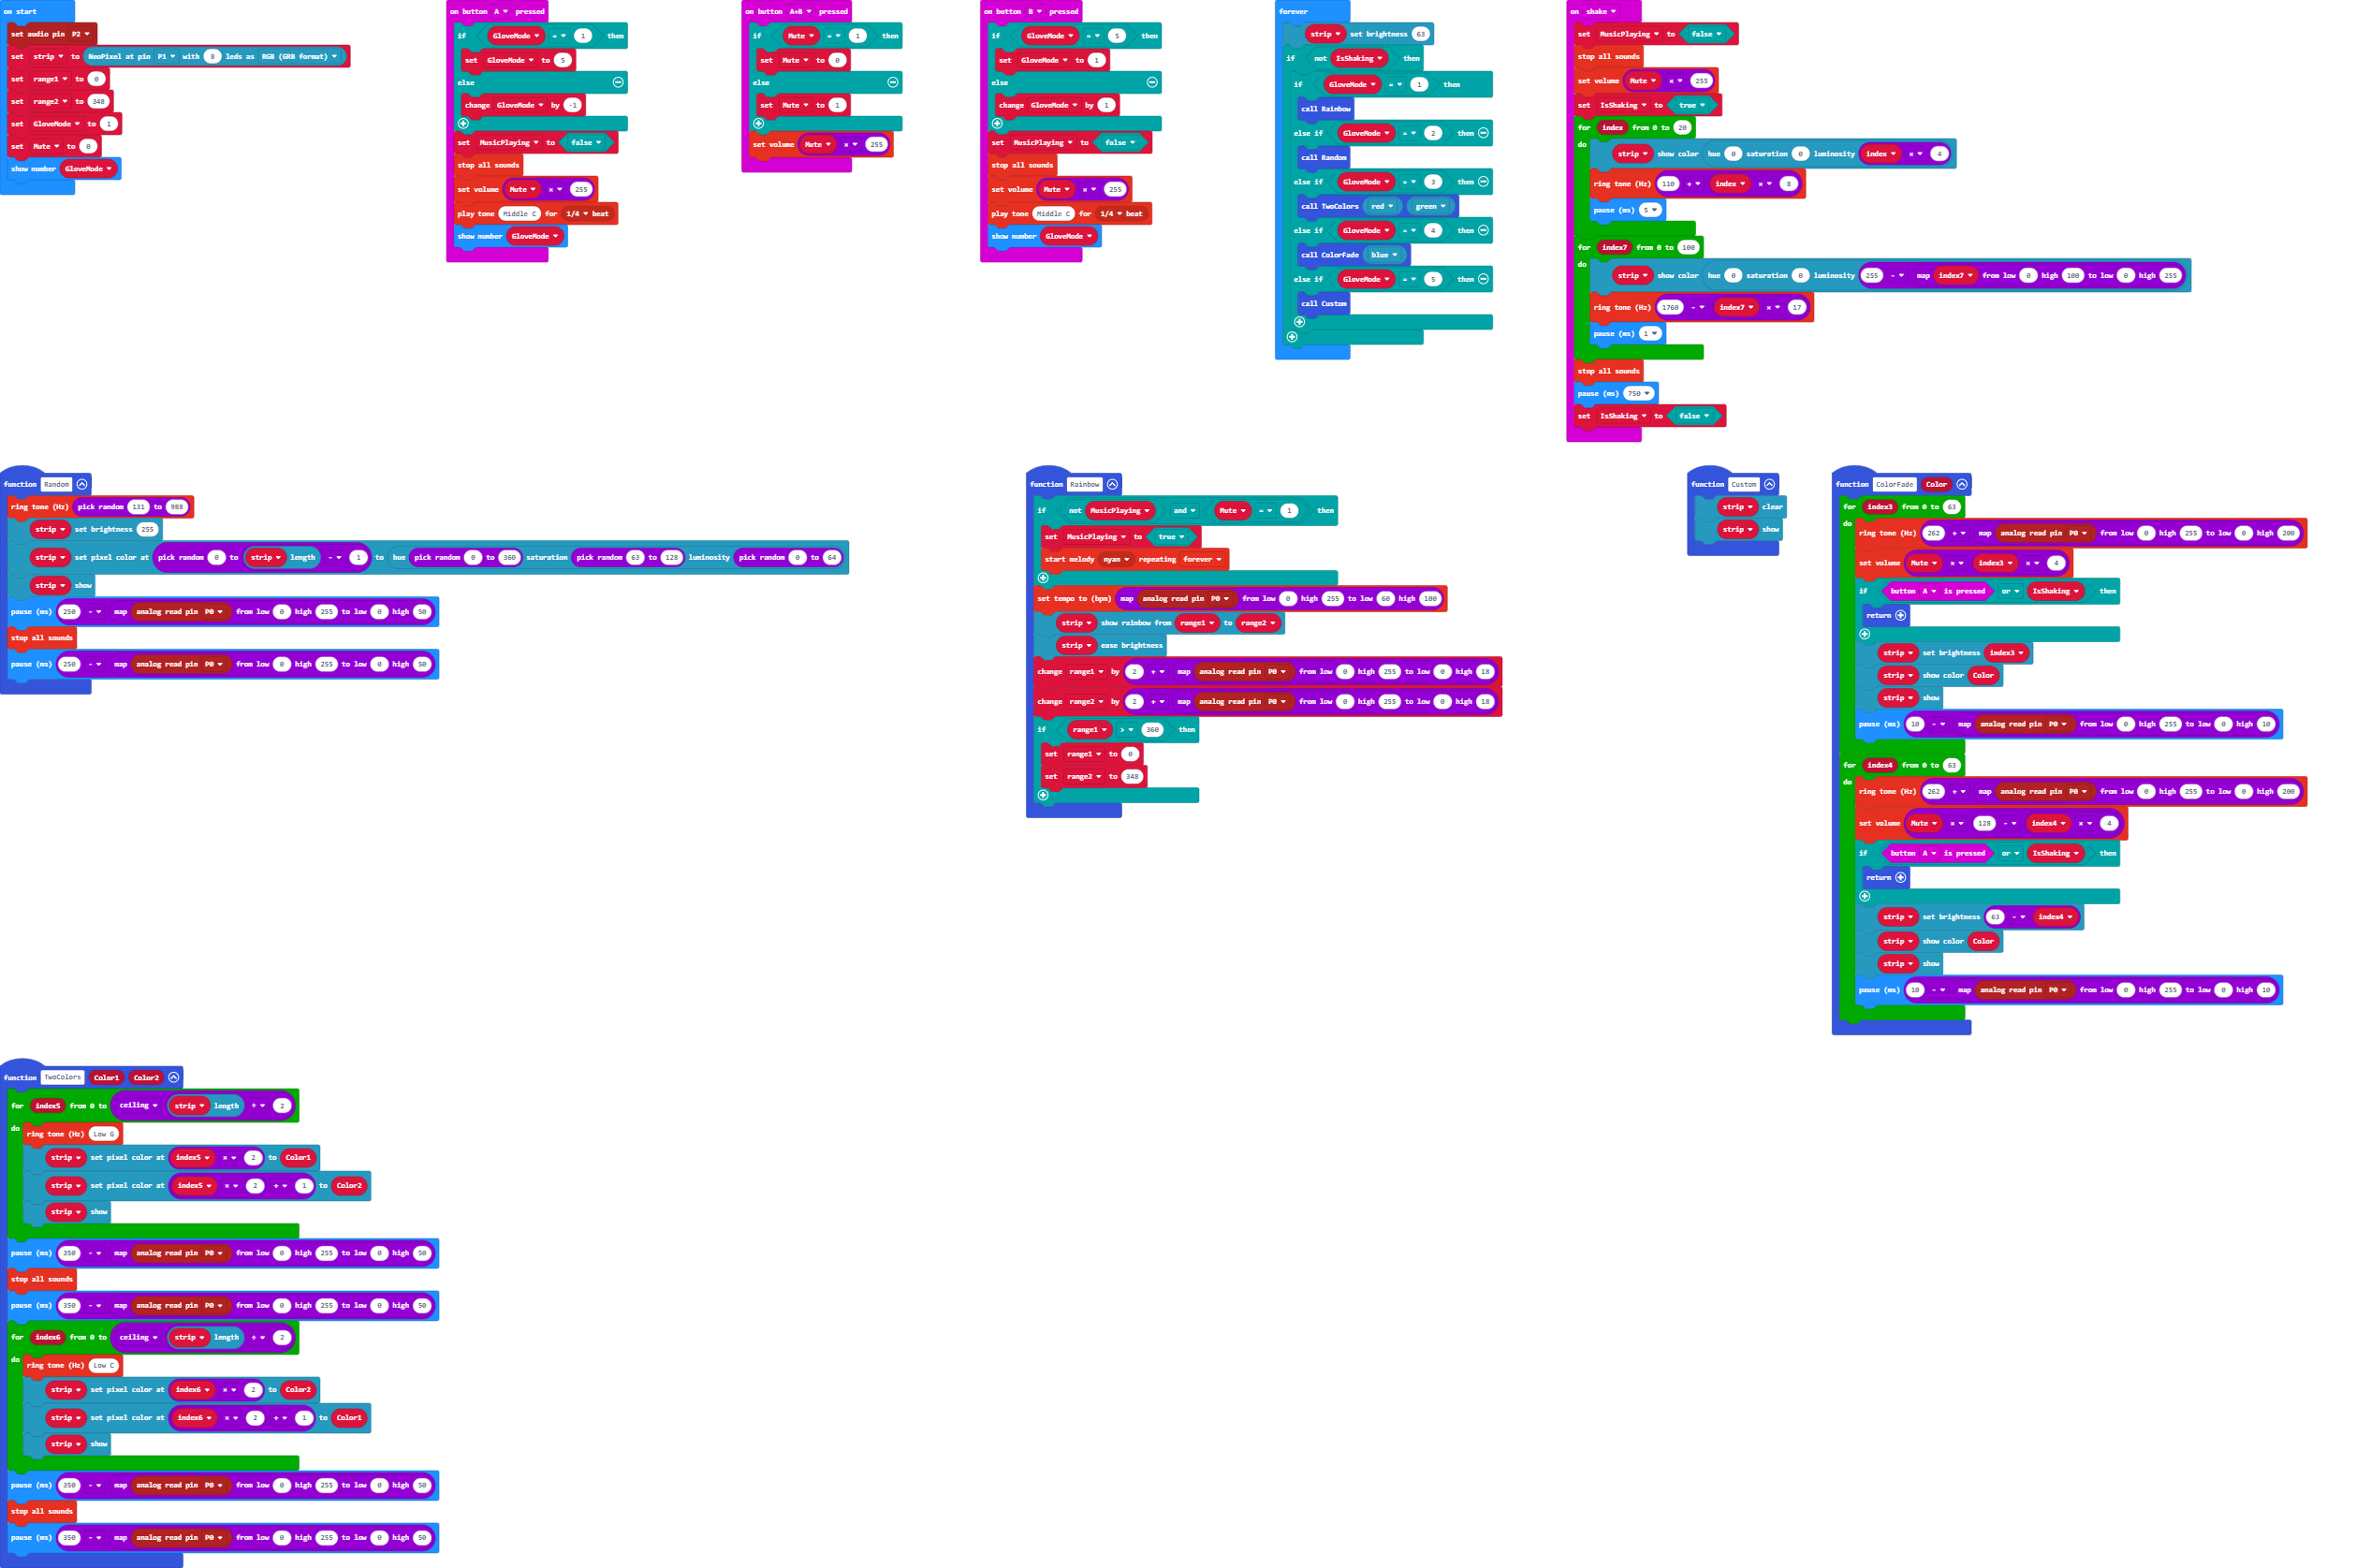 on start
set audio pin P2
set strip to NeoPixel at pin P1 with 8 leds as RGB (GRB format)
set range1 to 0
set range2 to 348
set GloveMode to 1
set Mute to 0
show number GloveMode
on button A pressed
if GloveMode = 1 then
set GloveMode to 5
else
change GloveMode by -1
set MusicPlaying to false
stop all sounds
set volume Mute × 255
play tone Middle C for 1/4 beat
show number GloveMode
on button A+B pressed
if Mute = 1 then
set Mute to 0
else
set Mute to 1
set volume Mute × 255
on button B pressed
if GloveMode = 5 then
set GloveMode to 1
else
change GloveMode by 1
set MusicPlaying to false
stop all sounds
set volume Mute × 255
play tone Middle C for 1/4 beat
show number GloveMode
forever
strip set brightness 63
if not IsShaking then
if GloveMode = 1 then
call Rainbow
else if GloveMode = 2 then
call Random
else if GloveMode = 3 then
call TwoColors red green
else if GloveMode = 4 then
call ColorFade blue
else if GloveMode = 5 then
call Custom
on shake
set MusicPlaying to false
stop all sounds
set volume Mute × 255
set IsShaking to true
for index from 0 to 20
do
strip show color hue 0 saturation 0 luminosity index × 4
ring tone (Hz) 110 + index × 8
pause (ms) 5
for index7 from 0 to 100
do
strip show color hue 0 saturation 0 luminosity 255 - map index7 from low 0 high 100 to low 0 high 255
ring tone (Hz) 1760 - index7 × 17
pause (ms) 1
stop all sounds
pause (ms) 750
set IsShaking to false
function Random
ring tone (Hz) pick random 131 to 988
strip set brightness 255
strip set pixel color at pick random 0 to strip length - 1 to hue pick random 0 to 360 saturation pick random 63 to 128 luminosity pick random 0 to 64
strip show
pause (ms) 250 - map analog read pin P0 from low 0 high 255 to low 0 high 50
stop all sounds
pause (ms) 250 - map analog read pin P0 from low 0 high 255 to low 0 high 50
function Rainbow
if not MusicPlaying and Mute = 1 then
set MusicPlaying to true
start melody nyan repeating forever
set tempo to (bpm) map analog read pin P0 from low 0 high 255 to low 60 high 100
strip show rainbow from range1 to range2
strip ease brightness
change range1 by 2 + map analog read pin P0 from low 0 high 255 to low 0 high 18
change range2 by 2 + map analog read pin P0 from low 0 high 255 to low 0 high 18
if range1 > 360 then
set range1 to 0
set range2 to 348
function Custom
strip clear
strip show
function ColorFade Color
for index3 from 0 to 63
do
ring tone (Hz) 262 + map analog read pin P0 from low 0 high 255 to low 0 high 200
set volume Mute × index3 × 4
if button A is pressed or IsShaking then
return
strip set brightness index3
strip show color Color
strip show
pause (ms) 10 - map analog read pin P0 from low 0 high 255 to low 0 high 10
for index4 from 0 to 63
do
ring tone (Hz) 262 + map analog read pin P0 from low 0 high 255 to low 0 high 200
set volume Mute × 128 - index4 × 4
if button A is pressed or IsShaking then
return
strip set brightness 63 - index4
strip show color Color
strip show
pause (ms) 10 - map analog read pin P0 from low 0 high 255 to low 0 high 10
function TwoColors Color1 Color2
for index5 from 0 to ceiling strip length ÷ 2
do
ring tone (Hz) Low G
strip set pixel color at index5 × 2 to Color1
strip set pixel color at index5 × 2 + 1 to Color2
strip show
pause (ms) 350 - map analog read pin P0 from low 0 high 255 to low 0 high 50
stop all sounds
pause (ms) 350 - map analog read pin P0 from low 0 high 255 to low 0 high 50
for index6 from 0 to ceiling strip length ÷ 2
do
ring tone (Hz) Low C
strip set pixel color at index6 × 2 to Color2
strip set pixel color at index6 × 2 + 1 to Color1
strip show
pause (ms) 350 - map analog read pin P0 from low 0 high 255 to low 0 high 50
stop all sounds
pause (ms) 350 - map analog read pin P0 from low 0 high 255 to low 0 high 50